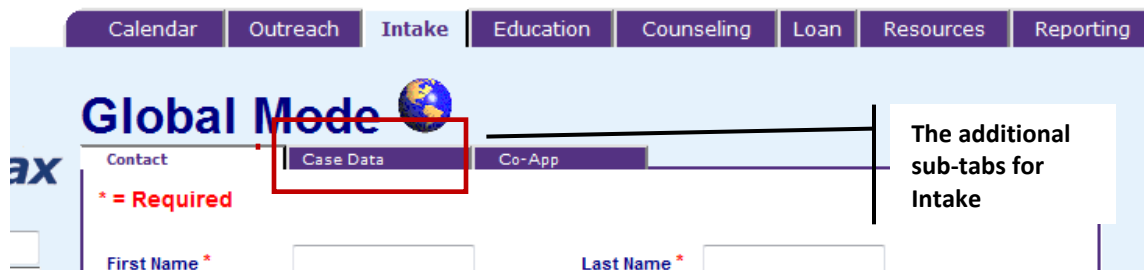 Calendar Outreach Intake Education Counseling Loan Resources Reporting
Global Mode
The additional
sub-tabs for
Intake
Contact Case Data Co-App
ax
* = Required
First Name * Last Name *